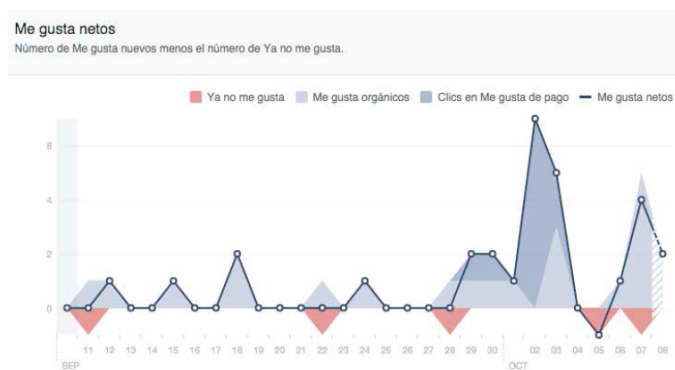 Me gusta netos
Número de Me gusta nuevos menos el número de Ya no me gusta.
Ya no me gusta Me gusta orgánicos Clics en Me gusta de pago Me gusta netos
6
4
2
0
11 12 13 14 15 16 17 18 19 20 21 22 23 24 25 26 27 28 29 30 02 03 04 05 06 07 08
SEP OCT